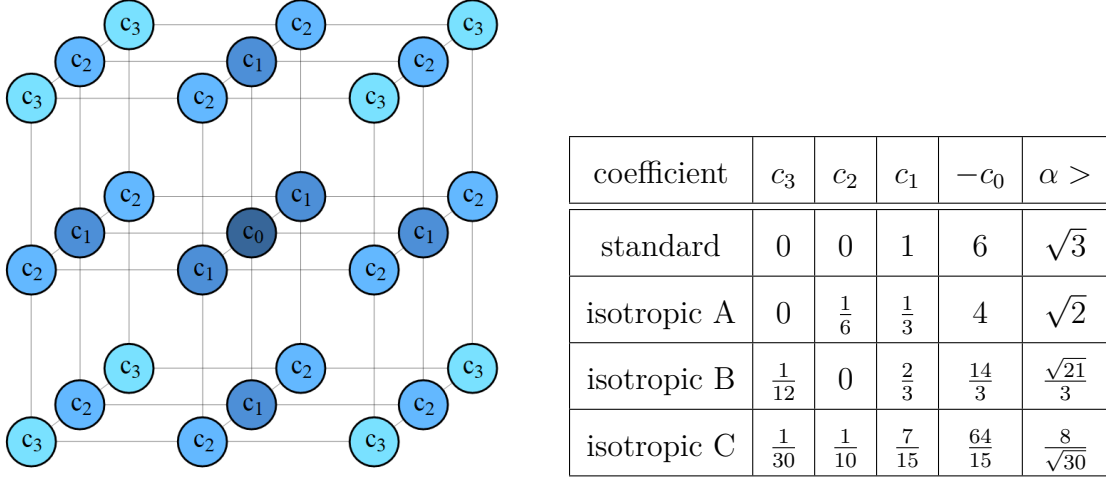 c₃ c₂ c₃
c₂ c₁ c₂
c₃ c₂ c₃
c₂ c₁ c₂
c₁ c₀ c₁
c₂ c₁ c₂
c₃ c₂ c₃
c₂ c₁ c₂
c₃ c₂ c₃
coefficient c₃ c₂ c₁ −c₀ α >
standard 0 0 1 6 √3
isotropic A 0 1/6 1/3 4 √2
isotropic B 1/12 0 2/3 14/3 √21/3
isotropic C 1/30 1/10 7/15 64/15 8/√30